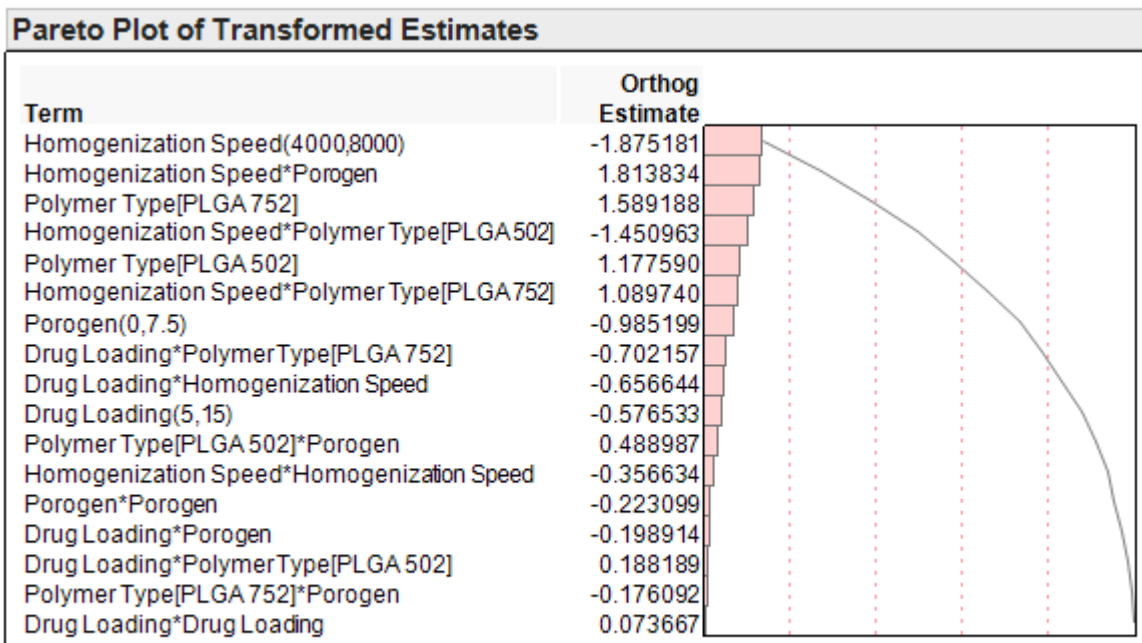 Pareto Plot of Transformed Estimates
Term Orthog Estimate
Homogenization Speed(4000,8000) -1.875181
Homogenization Speed*Porogen 1.813834
Polymer Type[PLGA 752] 1.589188
Homogenization Speed*Polymer Type[PLGA 502] -1.450963
Polymer Type[PLGA 502] 1.177590
Homogenization Speed*Polymer Type[PLGA 752] 1.089740
Porogen(0,7.5) -0.985199
Drug Loading*Polymer Type[PLGA 752] -0.702157
Drug Loading*Homogenization Speed -0.656644
Drug Loading(5,15) -0.576533
Polymer Type[PLGA 502]*Porogen 0.488987
Homogenization Speed*Homogenization Speed -0.356634
Porogen*Porogen -0.223099
Drug Loading*Porogen -0.198914
Drug Loading*Polymer Type[PLGA 502] 0.188189
Polymer Type[PLGA 752]*Porogen -0.176092
Drug Loading*Drug Loading 0.073667